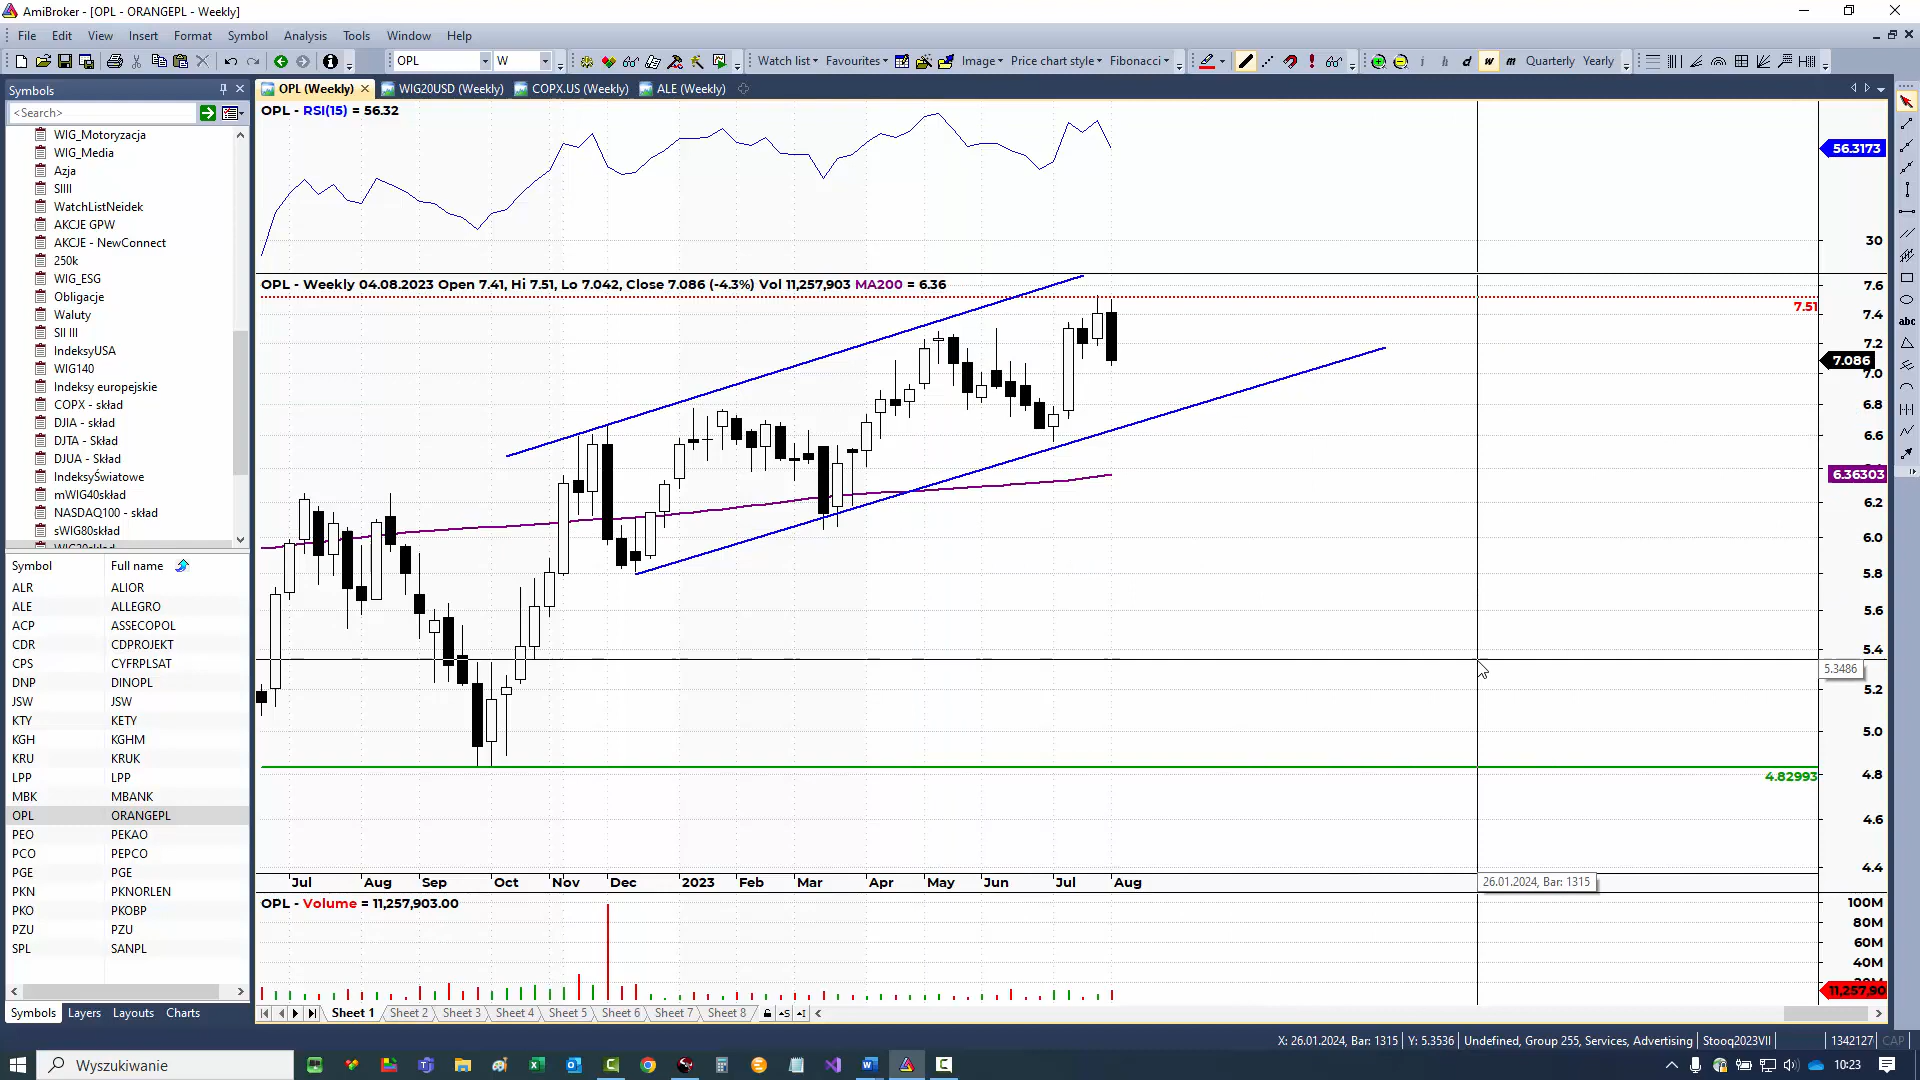 AmiBroker - [OPL - ORANGEPL - Weekly]
File Edit View Insert Format Symbol Analysis Tools Window Help
OPL W Watch list Favourites Image Price chart style Fibonacci i h d w m Quarterly Yearly
Symbols
OPL (Weekly) WIG20USD (Weekly) COPX.US (Weekly) ALE (Weekly)
<Search>
WIG_Motoryzacja
WIG_Media
Azja
SIIII
WatchListNeidek
AKCJE GPW
AKCJE - NewConnect
250k
WIG_ESG
Obligacje
Waluty
SII III
IndeksyUSA
WIG140
Indeksy europejskie
COPX - skład
DJIA - skład
DJTA - Skład
DJUA - Skład
IndeksyŚwiatowe
mWIG40skład
NASDAQ100 - skład
sWIG80skład
WIG20skład
Symbol Full name
ALR ALIOR
ALE ALLEGRO
ACP ASSECOPOL
CDR CDPROJEKT
CPS CYFRPLSAT
DNP DINOPL
JSW JSW
KTY KETY
KGH KGHM
KRU KRUK
LPP LPP
MBK MBANK
OPL ORANGEPL
PEO PEKAO
PCO PEPCO
PGE PGE
PKN PKNORLEN
PKO PKOBP
PZU PZU
SPL SANPL
Symbols Layers Layouts Charts
OPL - RSI(15) = 56.32
56.3173
30
OPL - Weekly 04.08.2023 Open 7.41, Hi 7.51, Lo 7.042, Close 7.086 (-4.3%) Vol 11,257,903 MA200 = 6.36
7.6
7.51
7.4
7.2
7.086
7.0
6.8
6.6
6.36303
6.2
6.0
5.8
5.6
5.4
5.3486
5.2
5.0
4.8
4.82993
4.6
4.4
Jul Aug Sep Oct Nov Dec 2023 Feb Mar Apr May Jun Jul Aug
26.01.2024, Bar: 1315
OPL - Volume = 11,257,903.00
100M
80M
60M
40M
11,257,90
Sheet 1 Sheet 2 Sheet 3 Sheet 4 Sheet 5 Sheet 6 Sheet 7 Sheet 8
X: 26.01.2024, Bar: 1315 Y: 5.3536 Undefined, Group 255, Services, Advertising Stooq2023VII 1342127 CAP
Wyszukiwanie
10:23
abc